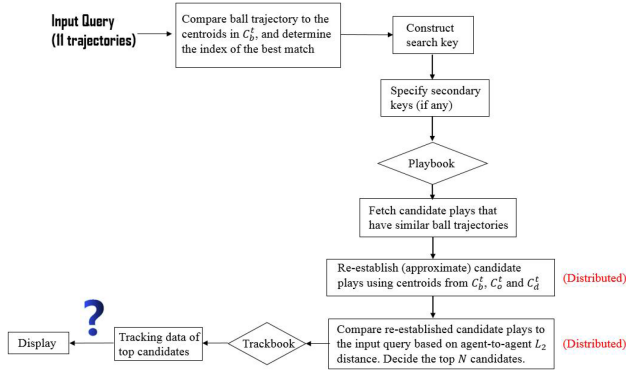 Input Query
(11 trajectories)
Compare ball trajectory to the
centroids in $C_b^t$, and determine
the index of the best match
Construct
search key
Specify secondary
keys (if any)
Playbook
Fetch candidate plays that
have similar ball trajectories
Re-establish (approximate) candidate
plays using centroids from $C_b^t$, $C_o^t$ and $C_d^t$
(Distributed)
Compare re-established candidate plays to
the input query based on agent-to-agent $L_2$
distance. Decide the top $N$ candidates.
(Distributed)
Trackbook
Tracking data of
top candidates
?
Display